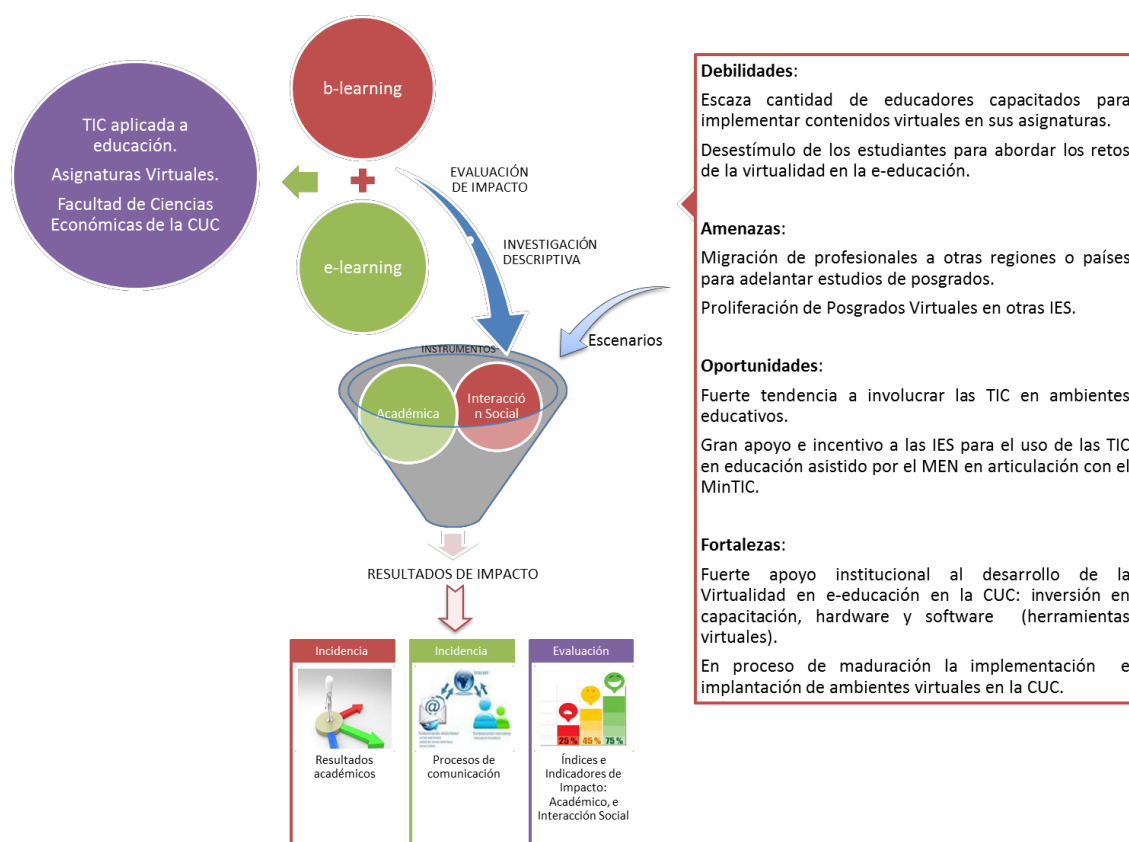 b-learning
TIC aplicada a
educación.
Asignaturas Virtuales.
Facultad de Ciencias
Económicas de la CUC
e-learning
EVALUACIÓN
DE IMPACTO
INVESTIGACIÓN
DESCRIPTIVA
Escenarios
INSTRUMENTOS
Académica
Interacció
n Social
RESULTADOS DE IMPACTO
Incidencia
Resultados
académicos
Incidencia
Internet
Procesos de
comunicación
Evaluación
25 %
45 %
75 %
Índices e
Indicadores de
Impacto:
Académico, e
Interacción Social
Debilidades:
Escaza cantidad de educadores capacitados para
implementar contenidos virtuales en sus asignaturas.
Desestímulo de los estudiantes para abordar los retos
de la virtualidad en la e-educación.
Amenazas:
Migración de profesionales a otras regiones o países
para adelantar estudios de posgrados.
Proliferación de Posgrados Virtuales en otras IES.
Oportunidades:
Fuerte tendencia a involucrar las TIC en ambientes
educativos.
Gran apoyo e incentivo a las IES para el uso de las TIC
en educación asistido por el MEN en articulación con el
MinTIC.
Fortalezas:
Fuerte apoyo institucional al desarrollo de la
Virtualidad en e-educación en la CUC: inversión en
capacitación, hardware y software (herramientas
virtuales).
En proceso de maduración la implementación e
implantación de ambientes virtuales en la CUC.